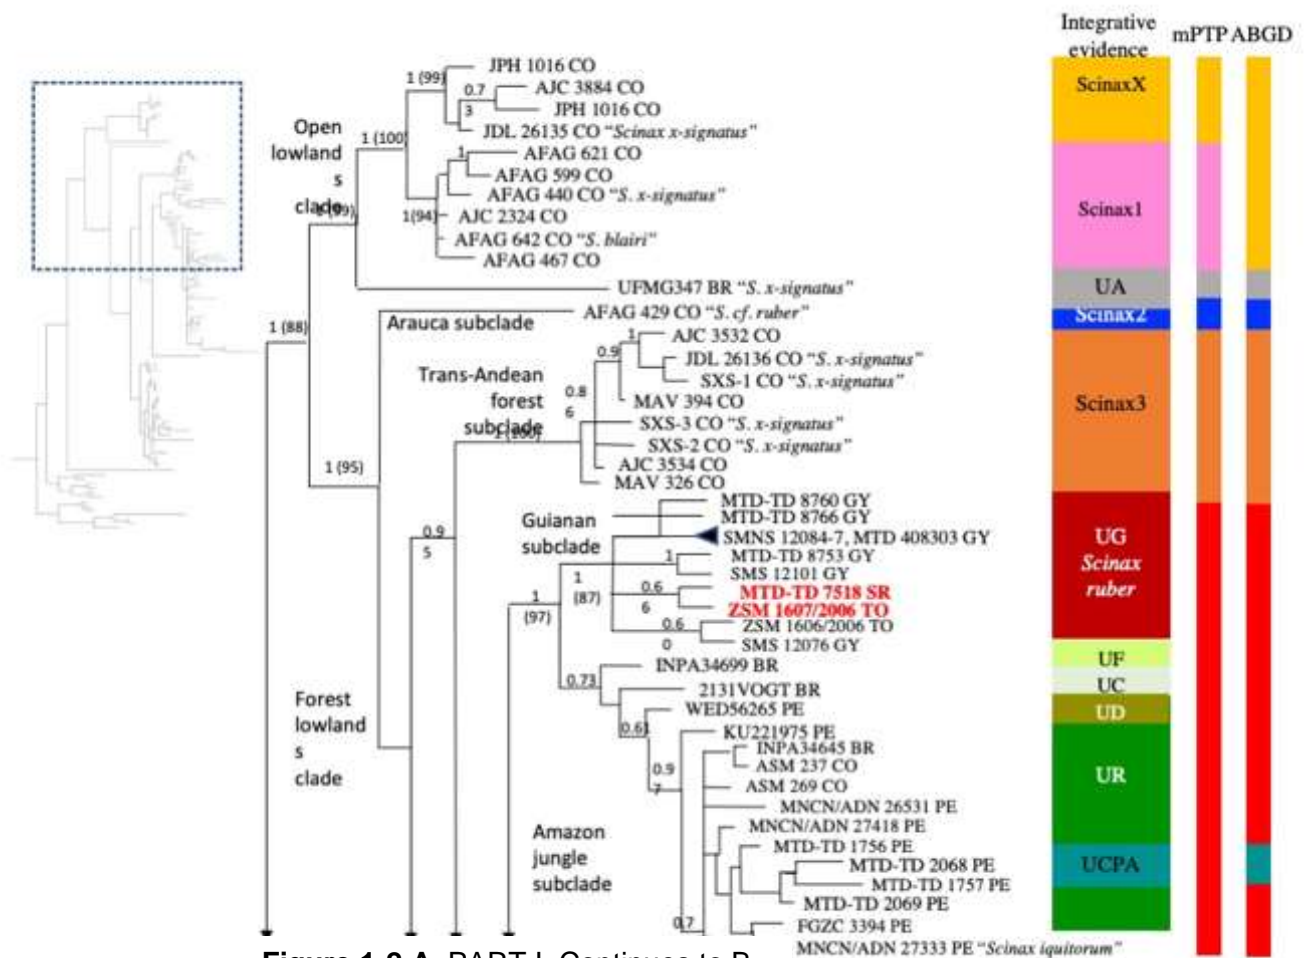 Integrative
evidence
mPTP ABGD
JPH 1016 CO
1 (99)
AJC 3884 CO
0.7
3
JPH 1016 CO
Open
lowland
s
clade
JDL 26135 CO "Scinax x-signatus"
1 (100)
AFAG 621 CO
1
AFAG 599 CO
AFAG 440 CO "S. x-signatus"
1(94)
AJC 2324 CO
AFAG 642 CO "S. blairi"
AFAG 467 CO
UFMG347 BR "S. x-signatus"
AFAG 429 CO "S. cf. ruber"
Arauca subclade
1 (88)
AJC 3532 CO
1
0.9
JDL 26136 CO "S. x-signatus"
SXS-1 CO "S. x-signatus"
Trans-Andean
forest
subclade
0.8
6
MAV 394 CO
SXS-3 CO "S. x-signatus"
1 (100)
SXS-2 CO "S. x-signatus"
AJC 3534 CO
MAV 326 CO
1 (95)
MTD-TD 8760 GY
MTD-TD 8766 GY
Guianan
subclade
SMNS 12084-7, MTD 408303 GY
0.9
5
MTD-TD 8753 GY
1
SMS 12101 GY
1
(87)
0.6
6
MTD-TD 7518 SR
ZSM 1607/2006 TO
1
(97)
0.6
0
ZSM 1606/2006 TO
SMS 12076 GY
INPA34699 BR
0.73
2131VOGT BR
WED56265 PE
0.61
KU221975 PE
Forest
lowland
s
clade
INPA34645 BR
ASM 237 CO
0.9
7
ASM 269 CO
MNCN/ADN 26531 PE
MNCN/ADN 27418 PE
Amazon
jungle
subclade
MTD-TD 1756 PE
MTD-TD 2068 PE
MTD-TD 1757 PE
MTD-TD 2069 PE
0.7
FGZC 3394 PE
MNCN/ADN 27333 PE "Scinax iquitorum"
ScinaxX
Scinax1
UA
Scinax2
Scinax3
UG
Scinax
ruber
UF
UC
UD
UR
UCPA